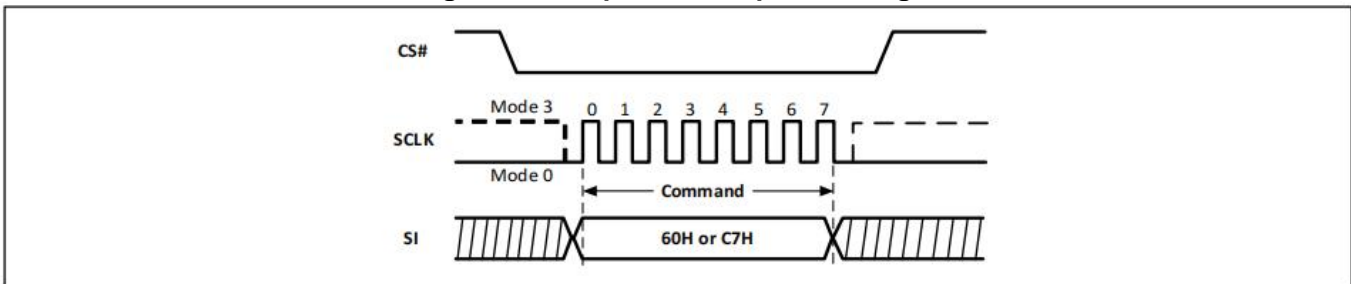 CS#
Mode 3
0 1 2 3 4 5 6 7
SCLK
Mode 0
Command
SI
60H or C7H